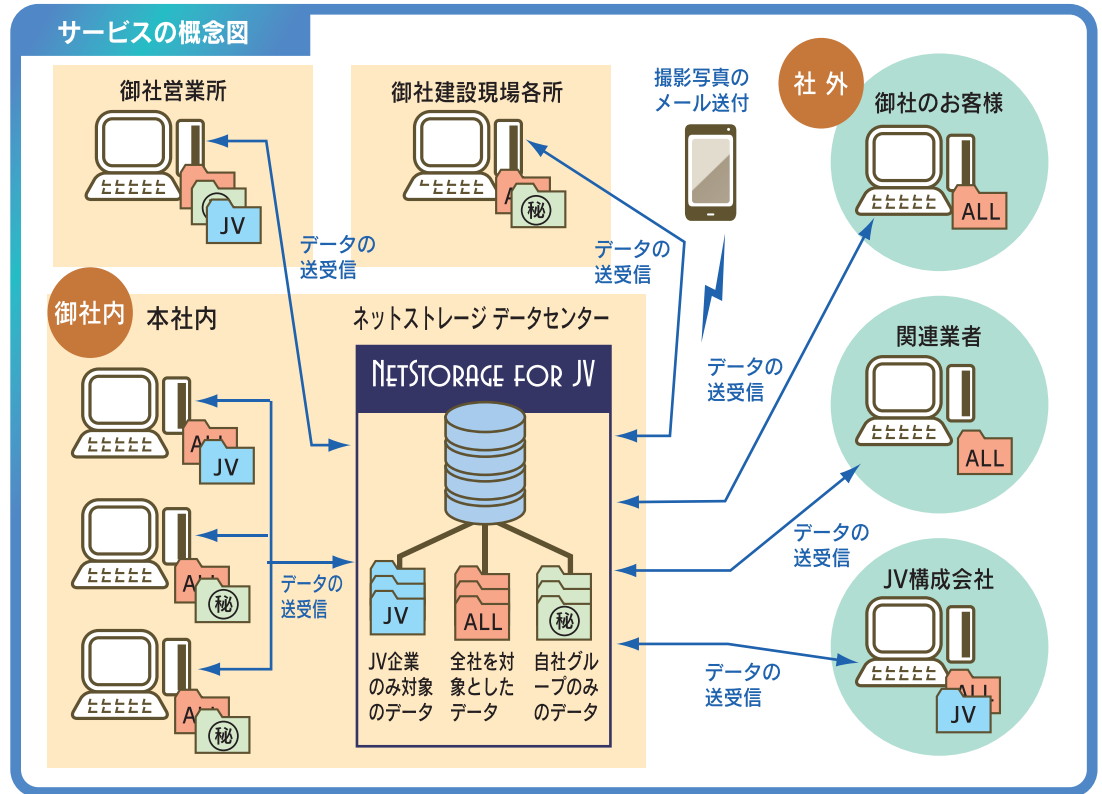 サービスの概念図
御社営業所
JV
データの
送受信
御社建設現場各所
秘
データの
送受信
撮影写真の
メール送付
社 外
御社のお客様
ALL
データの
送受信
関連業者
ALL
データの
送受信
JV構成会社
ALL
JV
データの
送受信
御社内
本社内
ALL
JV
ALL
秘
ALL
秘
データの
送受信
ネットストレージ データセンター
NETSTORAGE FOR JV
JV
ALL
秘
JV企業
のみ対象
のデータ
全社を対
象とした
データ
自社グル
ープのみ
のデータ